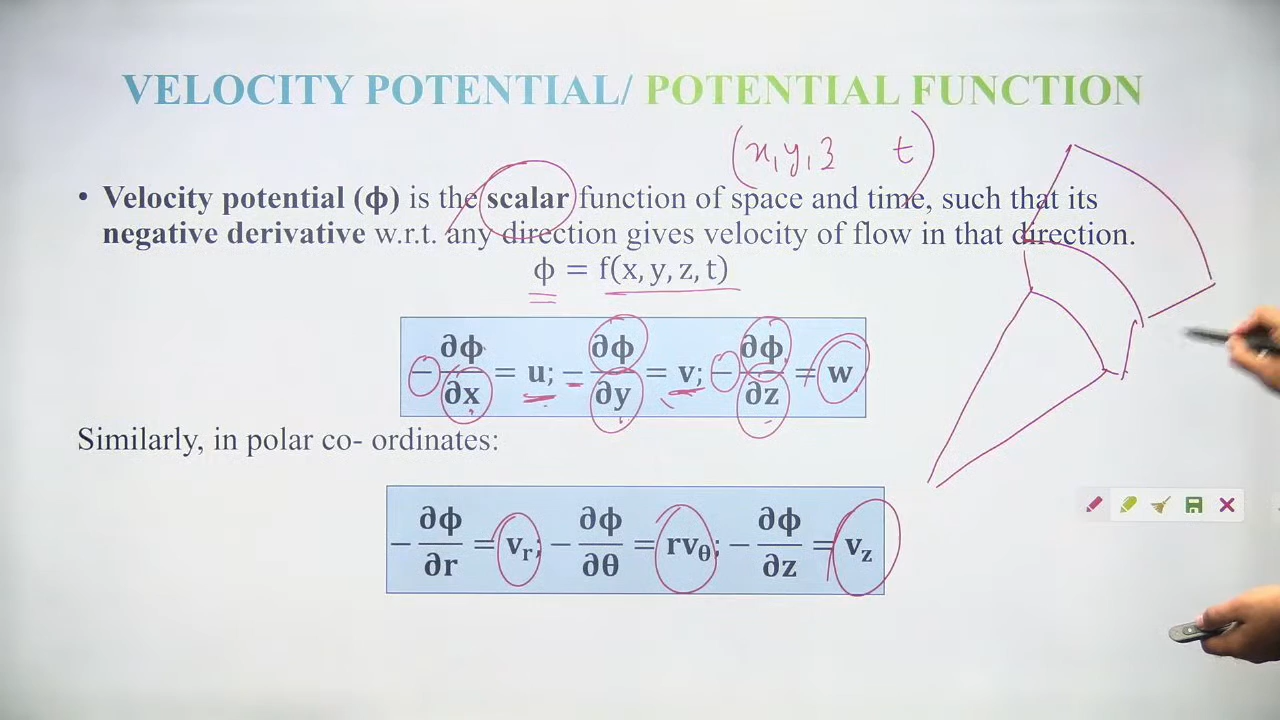 VELOCITY POTENTIAL/ POTENTIAL FUNCTION
(x, y, z t)
• Velocity potential (ϕ) is the scalar function of space and time, such that its
negative derivative w.r.t. any direction gives velocity of flow in that direction.
ϕ = f(x, y, z, t)
−∂ϕ/∂x = u; −∂ϕ/∂y = v; −∂ϕ/∂z = w
Similarly, in polar co- ordinates:
−∂ϕ/∂r = vᵣ; −∂ϕ/∂θ = rv_θ; −∂ϕ/∂z = v_z